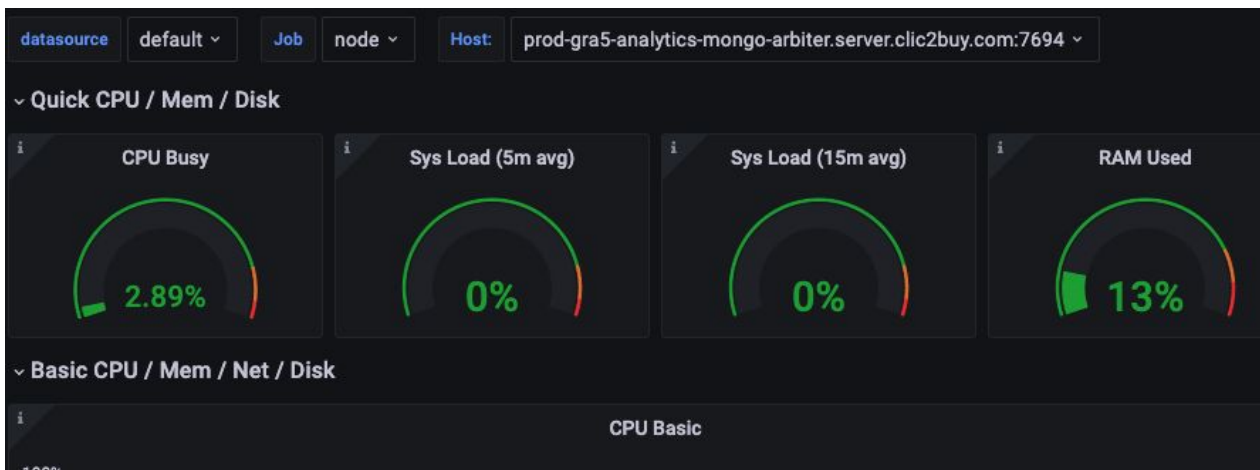 datasource default Job node Host: prod-gra5-analytics-mongo-arbiter.server.clic2buy.com:7694
Quick CPU / Mem / Disk
i CPU Busy i Sys Load (5m avg) i Sys Load (15m avg) i RAM Used
2.89% 0% 0% 13%
Basic CPU / Mem / Net / Disk
i
CPU Basic
100%